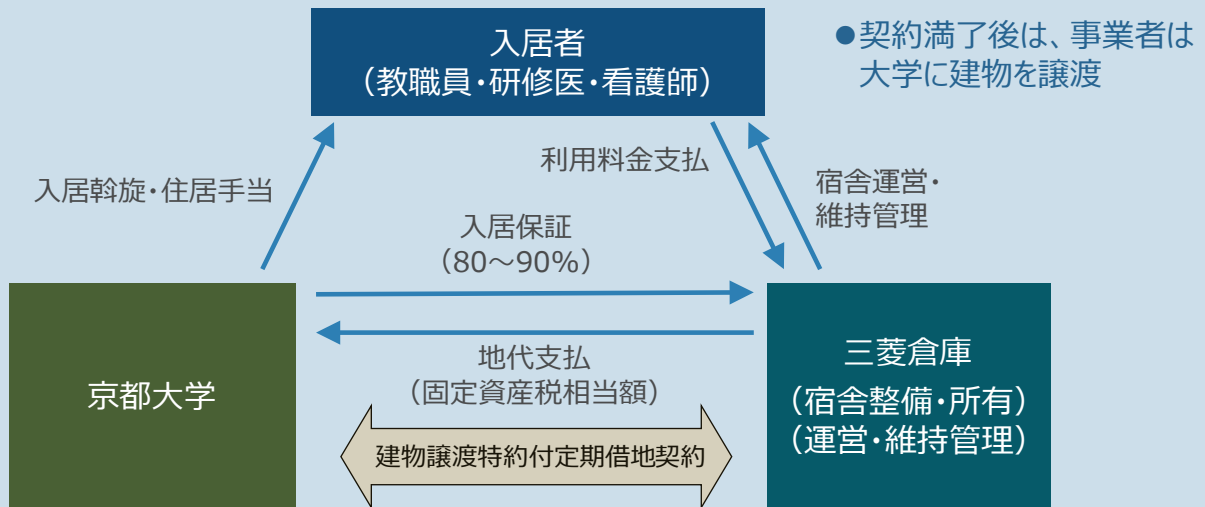 入居者
（教職員・研修医・看護師）
●契約満了後は、事業者は
大学に建物を譲渡
入居斡旋・住居手当
利用料金支払
宿舎運営・
維持管理
入居保証
（80～90%）
京都大学
地代支払
（固定資産税相当額）
建物譲渡特約付定期借地契約
三菱倉庫
（宿舎整備・所有）
（運営・維持管理）